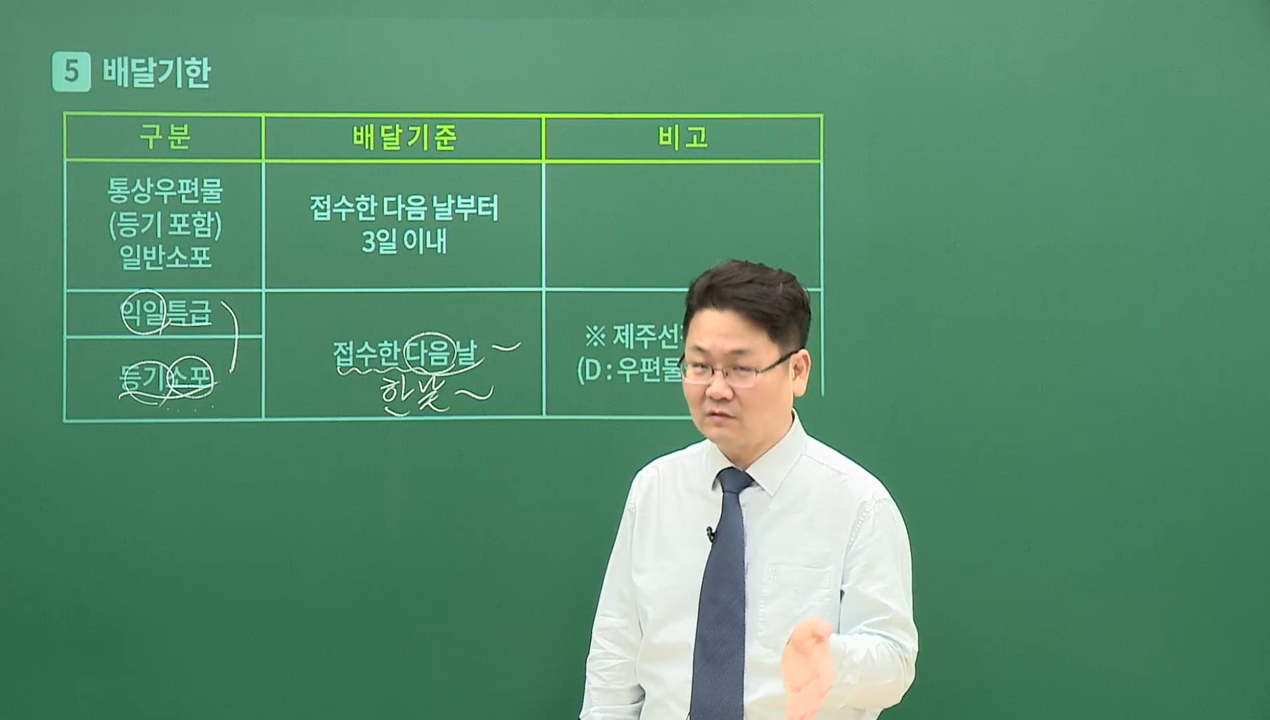 5 배달기한
구분
배달기준
비고
통상우편물
(등기 포함)
일반소포
접수한 다음 날부터
3일 이내
익일특급
등기소포
접수한 다음 날
※ 제주선
(D : 우편물